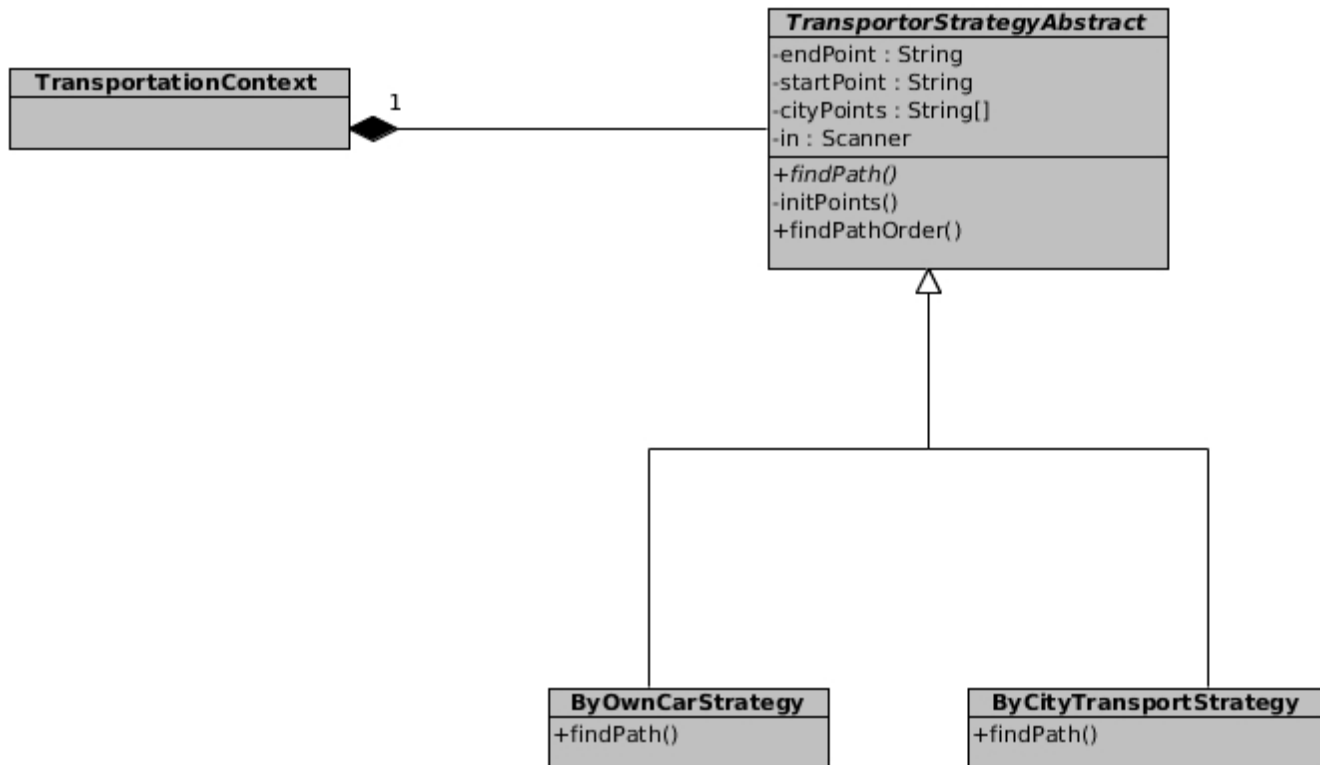 TransportorStrategyAbstract
-endPoint : String
-startPoint : String
-cityPoints : String[]
-in : Scanner
+findPath()
-initPoints()
+findPathOrder()
TransportationContext
1
ByOwnCarStrategy
+findPath()
ByCityTransportStrategy
+findPath()